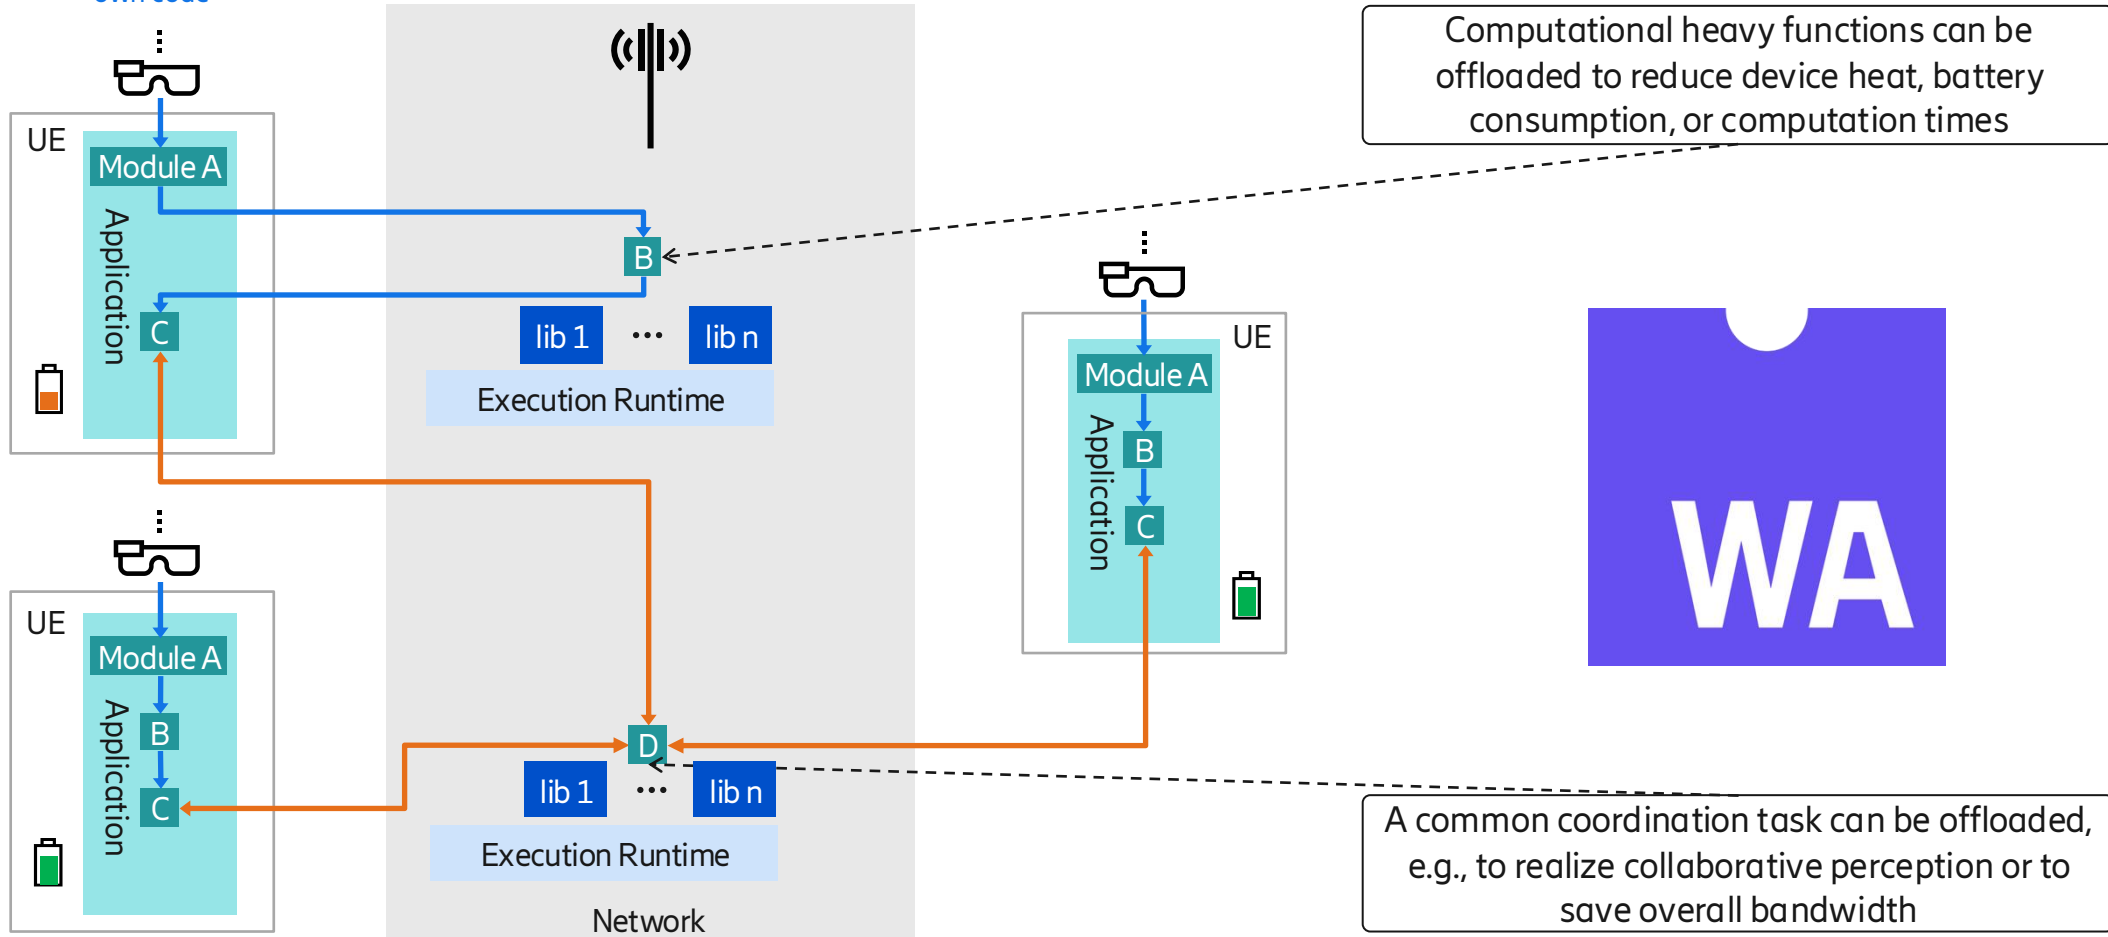 own code
UE
Module A
Application
C
B
lib 1 ... lib n
Execution Runtime
Computational heavy functions can be
offloaded to reduce device heat, battery
consumption, or computation times
UE
Module A
Application
B
C
WA
UE
Module A
Application
B
C
D
lib 1 ... lib n
Execution Runtime
Network
A common coordination task can be offloaded,
e.g., to realize collaborative perception or to
save overall bandwidth